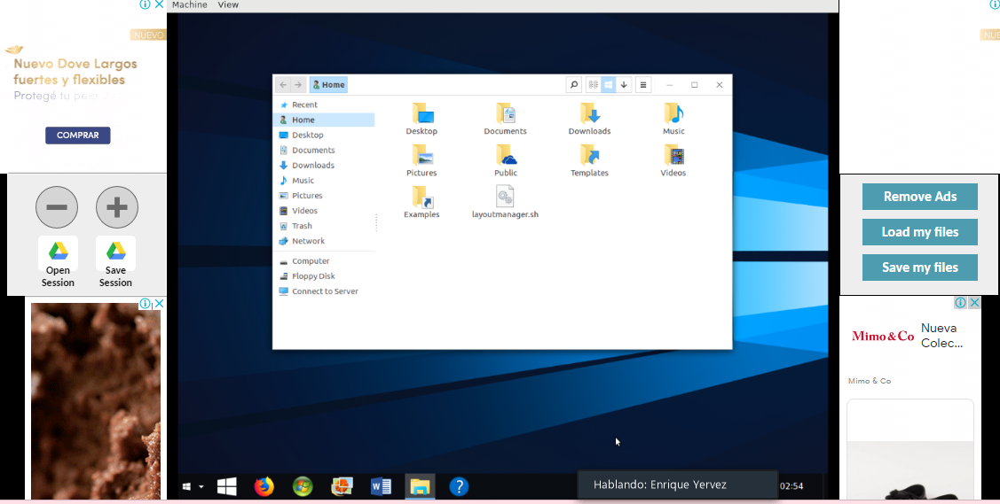 Machine View
NUEVO
Nuevo Dove Largos
fuertes y flexibles
Protegé tu pelo
COMPRAR
Open
Session
Save
Session
Home
Recent
Home
Desktop
Documents
Downloads
Music
Pictures
Videos
Trash
Network
Computer
Floppy Disk
Connect to Server
Desktop
Documents
Downloads
Music
Pictures
Public
Templates
Videos
Examples
layoutmanager.sh
Hablando: Enrique Yervez
02:54
NUE
Remove Ads
Load my files
Save my files
Mimo&Co
Nueva
Colec...
Mimo & Co